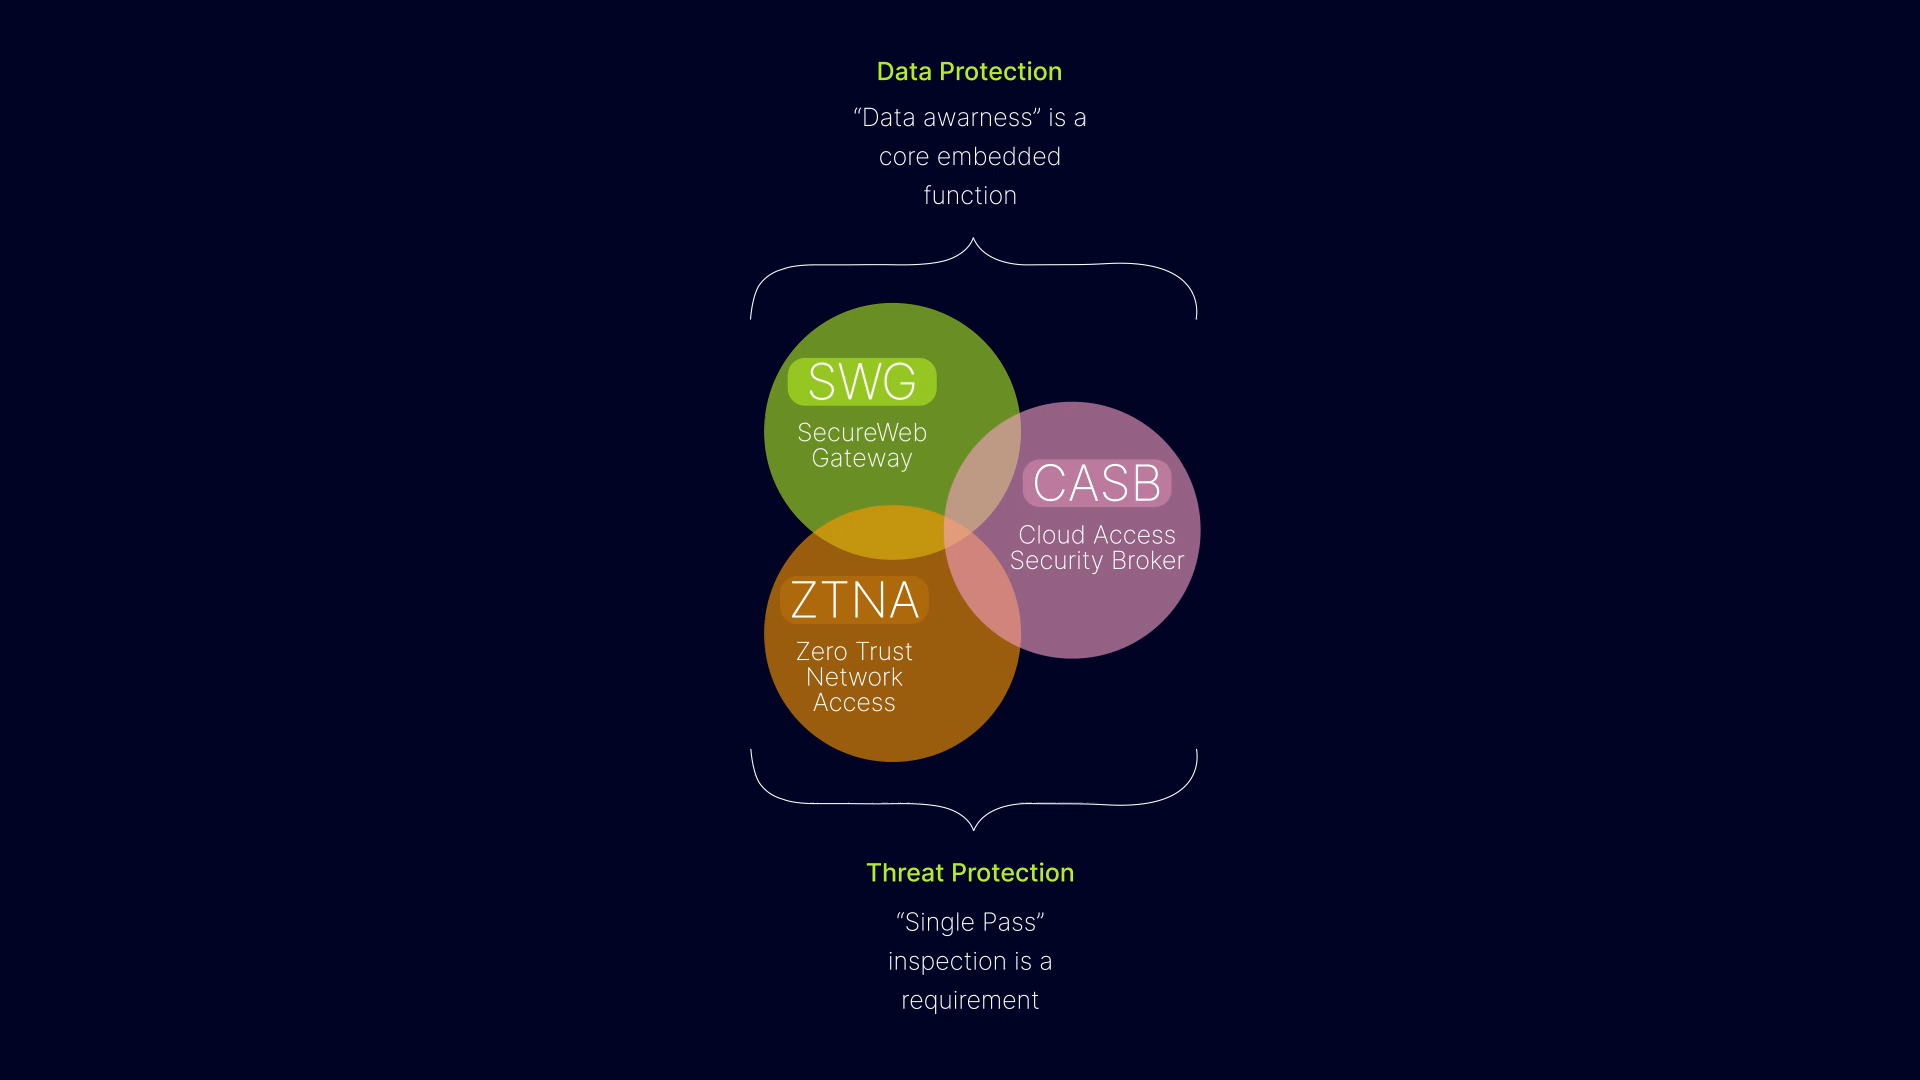 Data Protection
“Data awarness” is a
core embedded
function
SWG
SecureWeb
Gateway
CASB
Cloud Access
Security Broker
ZTNA
Zero Trust
Network
Access
Threat Protection
“Single Pass”
inspection is a
requirement